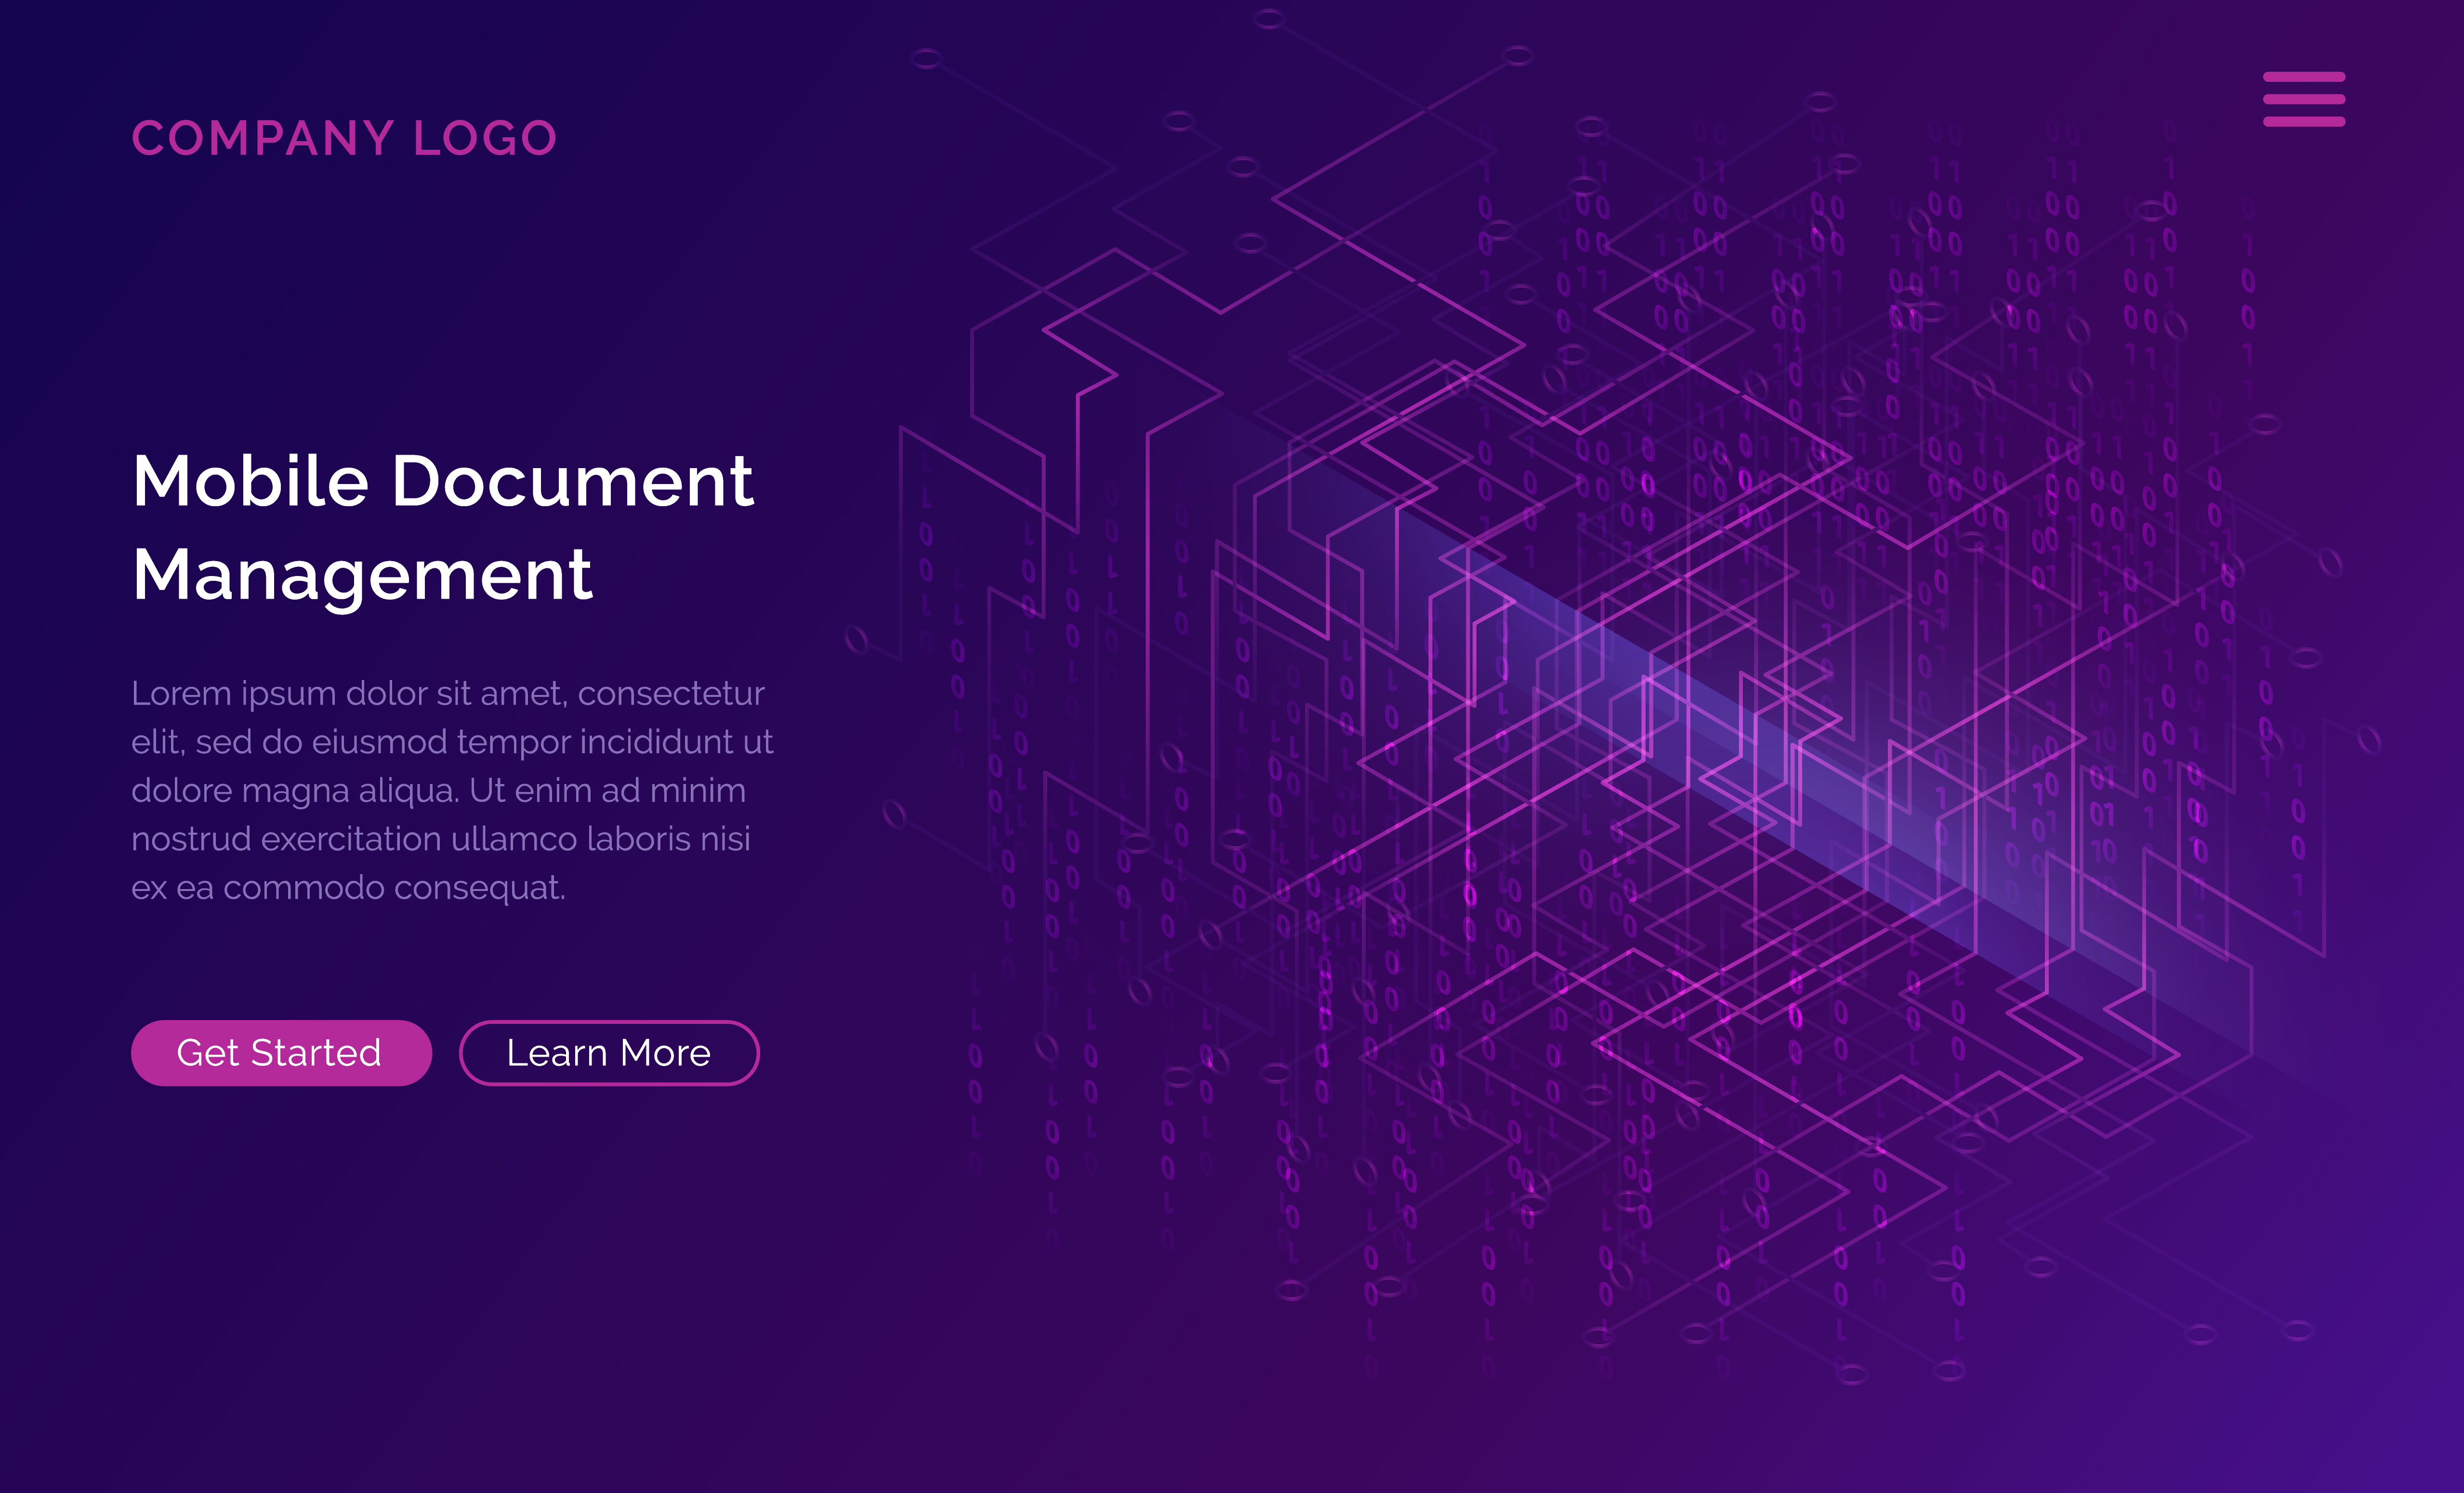 COMPANY LOGO
Mobile Document
Management
Lorem ipsum dolor sit amet, consectetur
elit, sed do eiusmod tempor incididunt ut
dolore magna aliqua. Ut enim ad minim
nostrud exercitation ullamco laboris nisi
ex ea commodo consequat.
Get Started
Learn More